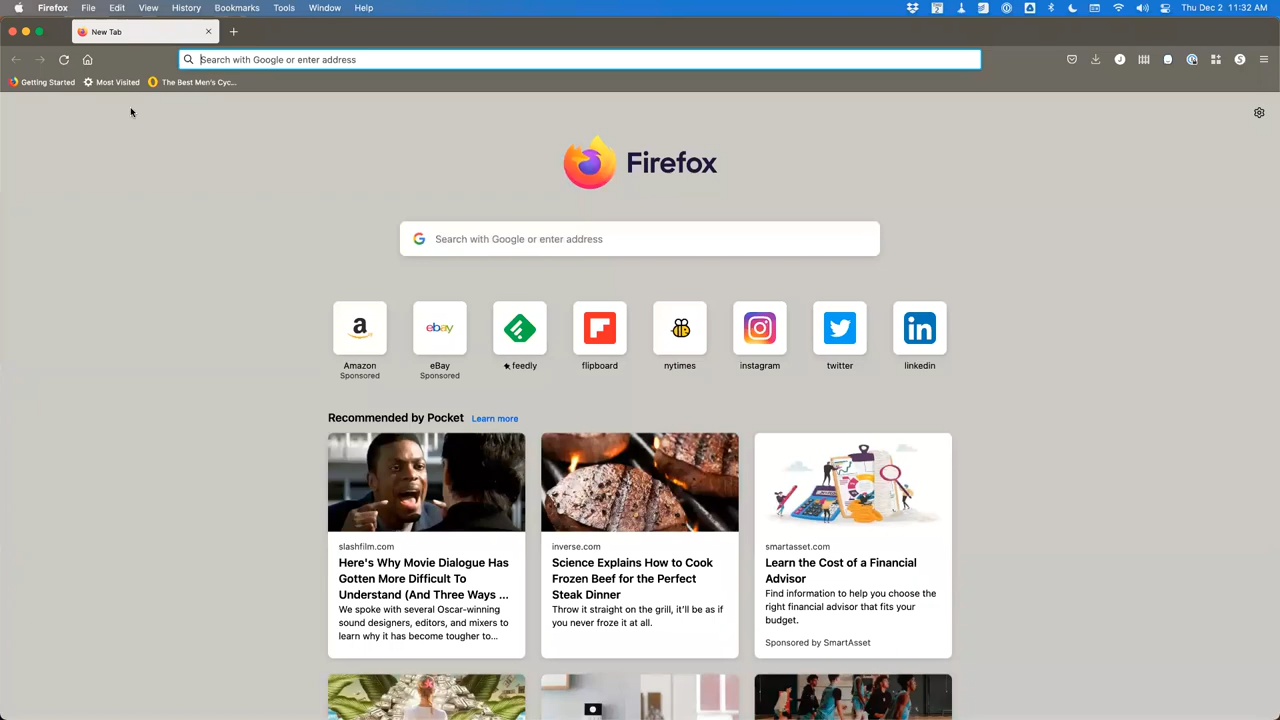 Firefox File Edit View History Bookmarks Tools Window Help
Thu Dec 2 11:32 AM
New Tab
Search with Google or enter address
Getting Started Most Visited The Best Men's Cyc...
Firefox
Search with Google or enter address
a
ebay
Amazon
Sponsored
eBay
Sponsored
feedly
flipboard
nytimes
instagram
twitter
in
linkedin
Recommended by Pocket Learn more
slashfilm.com
Here's Why Movie Dialogue Has
Gotten More Difficult To
Understand (And Three Ways ...
We spoke with several Oscar-winning
sound designers, editors, and mixers to
learn why it has become tougher to...
inverse.com
Science Explains How to Cook
Frozen Beef for the Perfect
Steak Dinner
Throw it straight on the grill, it'll be as if
you never froze it at all.
smartasset.com
Learn the Cost of a Financial
Advisor
Find information to help you choose the
right financial advisor that fits your
budget.
Sponsored by SmartAsset